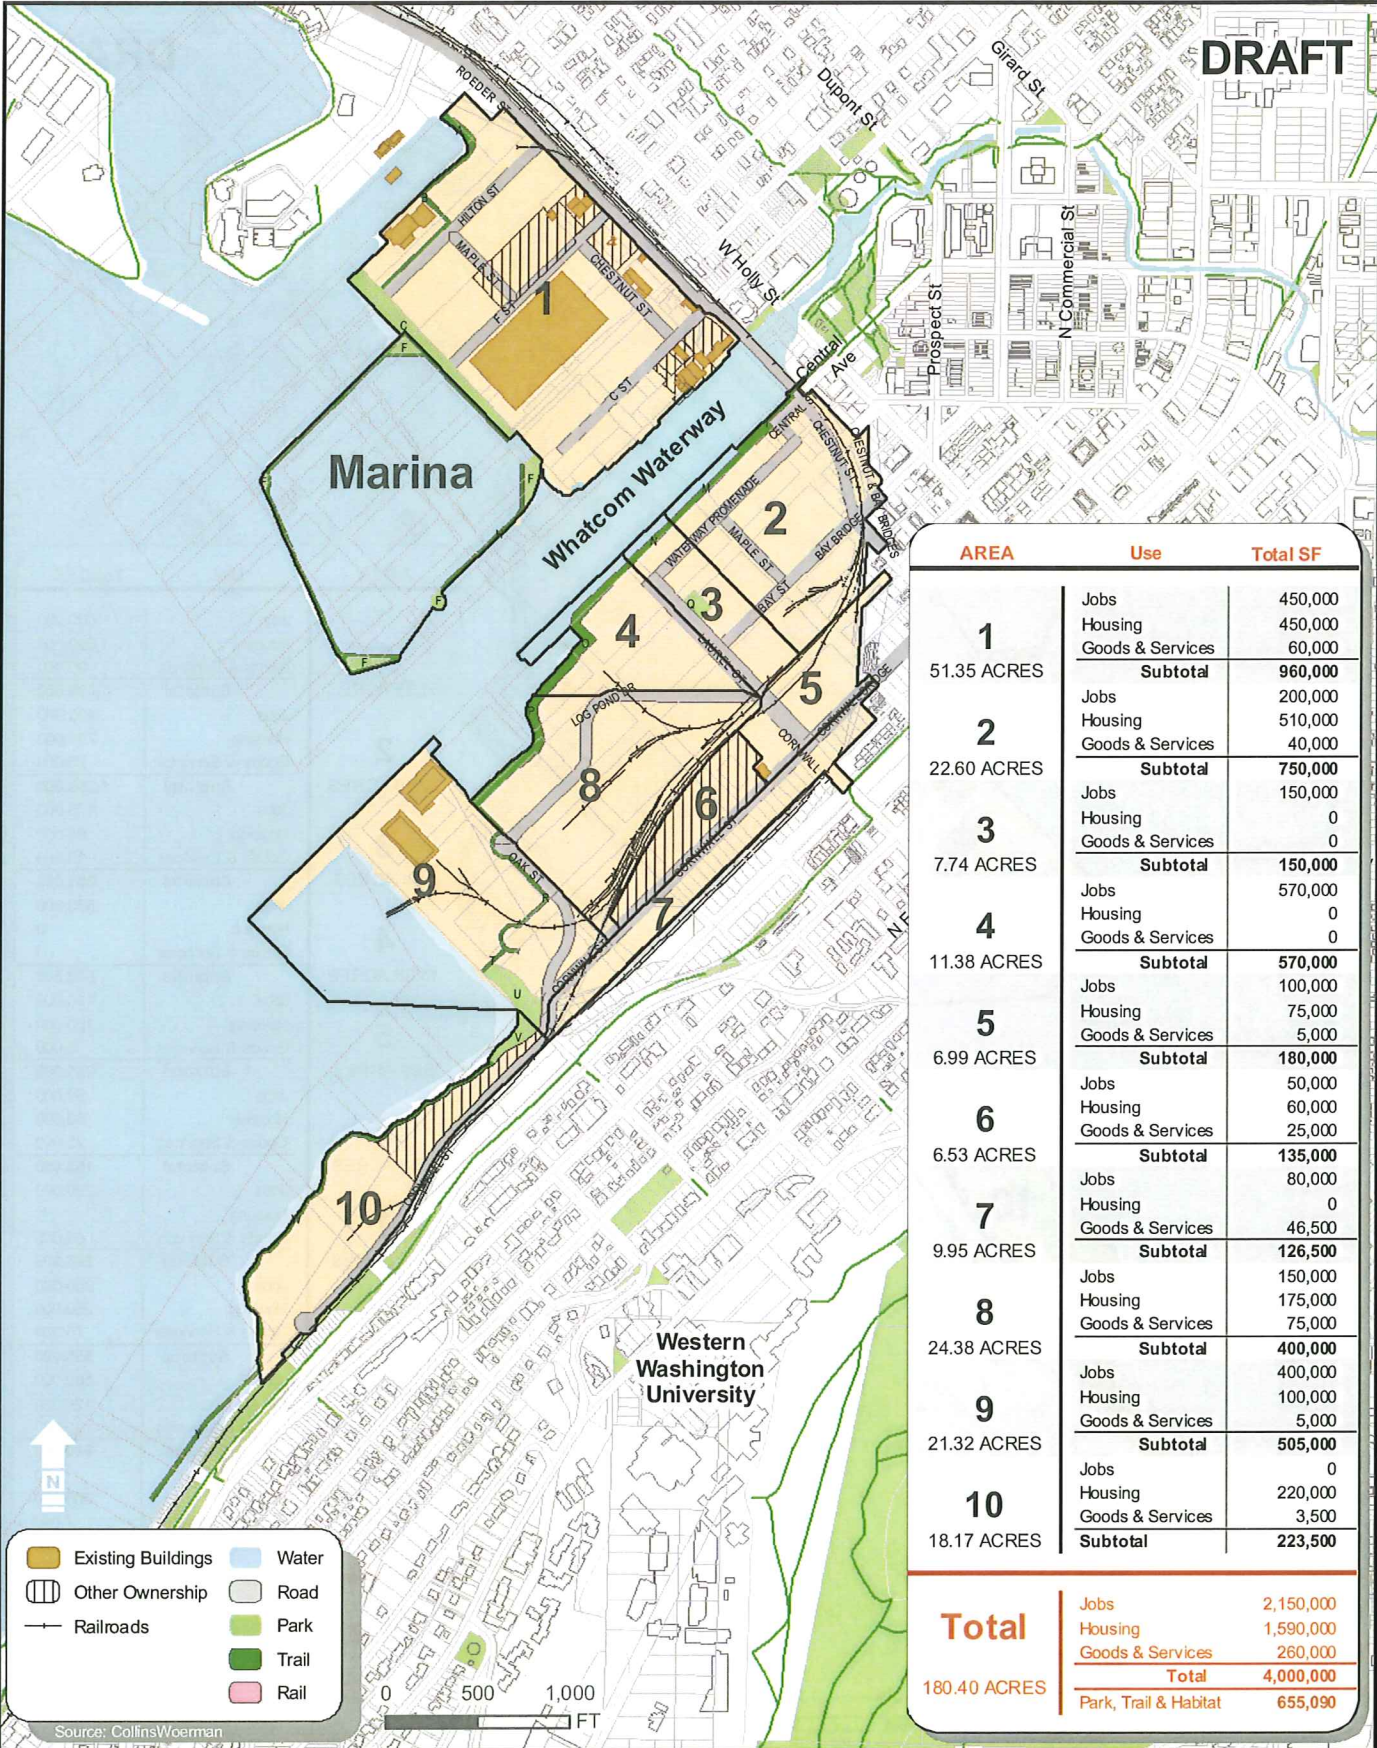 DRAFT
ROEDER ST
Dupont St
Girard St
HILTON ST
MAPLE ST
F ST
CHESTNUT ST
C ST
1
W Holly St
Prospect St
N Commercial St
Central
Ave
C
F
Marina
F
F
F
Whatcom Waterway
CENTRAL
CHESTNUT ST
CHESTNUT & BAY BRIDGES
M
WATERWAY PROMENADE
MAPLE ST
BAY BRIDGE
BAY ST
2
3
4
LAUREL ST
5
LOG POND DR
CORNWALL BRIDGE
CORNWALL
8
6
CORNWALL ST
7
9
OAK ST
CORNWALL ST
U
V
10
Western
Washington
University
N
AREA Use Total SF
1
51.35 ACRES
Jobs 450,000
Housing 450,000
Goods & Services 60,000
Subtotal 960,000
2
22.60 ACRES
Jobs 200,000
Housing 510,000
Goods & Services 40,000
Subtotal 750,000
3
7.74 ACRES
Jobs 150,000
Housing 0
Goods & Services 0
Subtotal 150,000
4
11.38 ACRES
Jobs 570,000
Housing 0
Goods & Services 0
Subtotal 570,000
5
6.99 ACRES
Jobs 100,000
Housing 75,000
Goods & Services 5,000
Subtotal 180,000
6
6.53 ACRES
Jobs 50,000
Housing 60,000
Goods & Services 25,000
Subtotal 135,000
7
9.95 ACRES
Jobs 80,000
Housing 0
Goods & Services 46,500
Subtotal 126,500
8
24.38 ACRES
Jobs 150,000
Housing 175,000
Goods & Services 75,000
Subtotal 400,000
9
21.32 ACRES
Jobs 400,000
Housing 100,000
Goods & Services 5,000
Subtotal 505,000
10
18.17 ACRES
Jobs 0
Housing 220,000
Goods & Services 3,500
Subtotal 223,500
Total
180.40 ACRES
Jobs 2,150,000
Housing 1,590,000
Goods & Services 260,000
Total 4,000,000
Park, Trail & Habitat 655,090
Existing Buildings
Other Ownership
Railroads
Water
Road
Park
Trail
Rail
Source: CollinsWoerman
0 500 1,000
FT